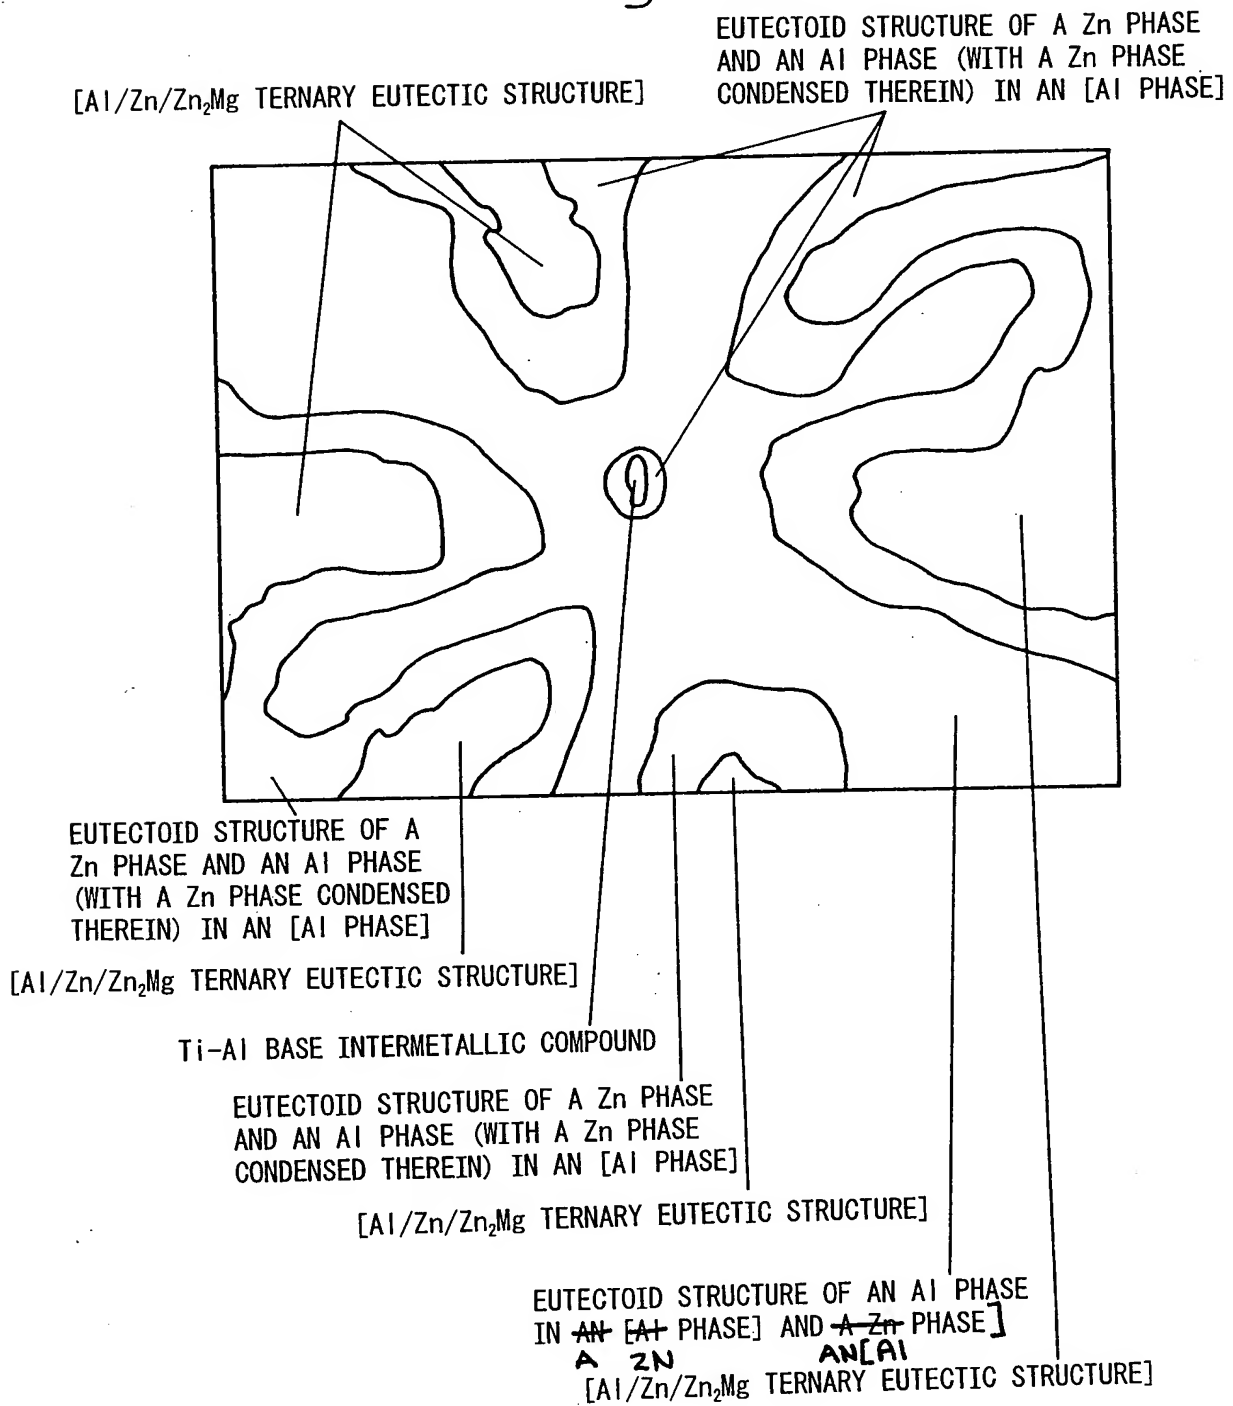 EUTECTOID STRUCTURE OF A Zn PHASE
AND AN Al PHASE (WITH A Zn PHASE
CONDENSED THEREIN) IN AN [Al PHASE]
[Al/Zn/Zn₂Mg TERNARY EUTECTIC STRUCTURE]
EUTECTOID STRUCTURE OF A
Zn PHASE AND AN Al PHASE
(WITH A Zn PHASE CONDENSED
THEREIN) IN AN [Al PHASE]
[Al/Zn/Zn₂Mg TERNARY EUTECTIC STRUCTURE]
Ti-Al BASE INTERMETALLIC COMPOUND
EUTECTOID STRUCTURE OF A Zn PHASE
AND AN Al PHASE (WITH A Zn PHASE
CONDENSED THEREIN) IN AN [Al PHASE]
[Al/Zn/Zn₂Mg TERNARY EUTECTIC STRUCTURE]
EUTECTOID STRUCTURE OF AN Al PHASE
IN AN [Al PHASE] AND A Zn PHASE]
A ZN AN[Al
[Al/Zn/Zn₂Mg TERNARY EUTECTIC STRUCTURE]